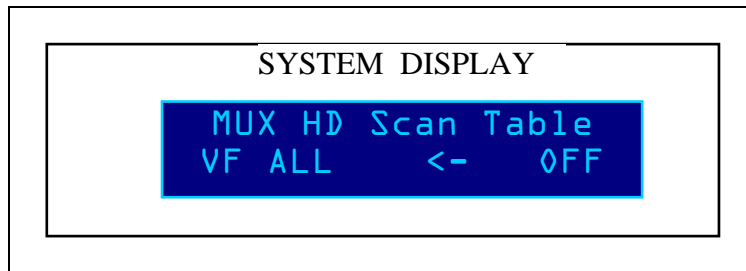 SYSTEM DISPLAY
MUX HD Scan Table
VF ALL <- OFF